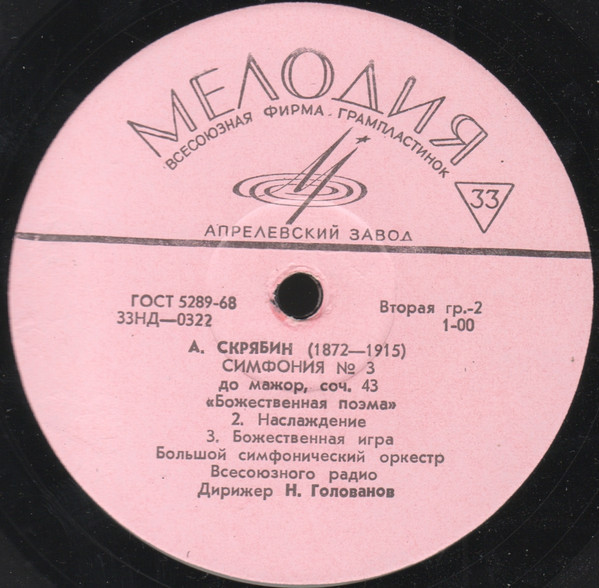 МЕЛОДИЯ
ВСЕСОЮЗНАЯ ФИРМА ГРАМПЛАСТИНОК
33
АПРЕЛЕВСКИЙ ЗАВОД
ГОСТ 5289-68 Вторая гр.-2
33НД—0322 1-00
А. СКРЯБИН (1872—1915)
СИМФОНИЯ № 3
до мажор, соч. 43
«Божественная поэма»
2. Наслаждение
3. Божественная игра
Большой симфонический оркестр
Всесоюзного радио
Дирижер Н. Голованов